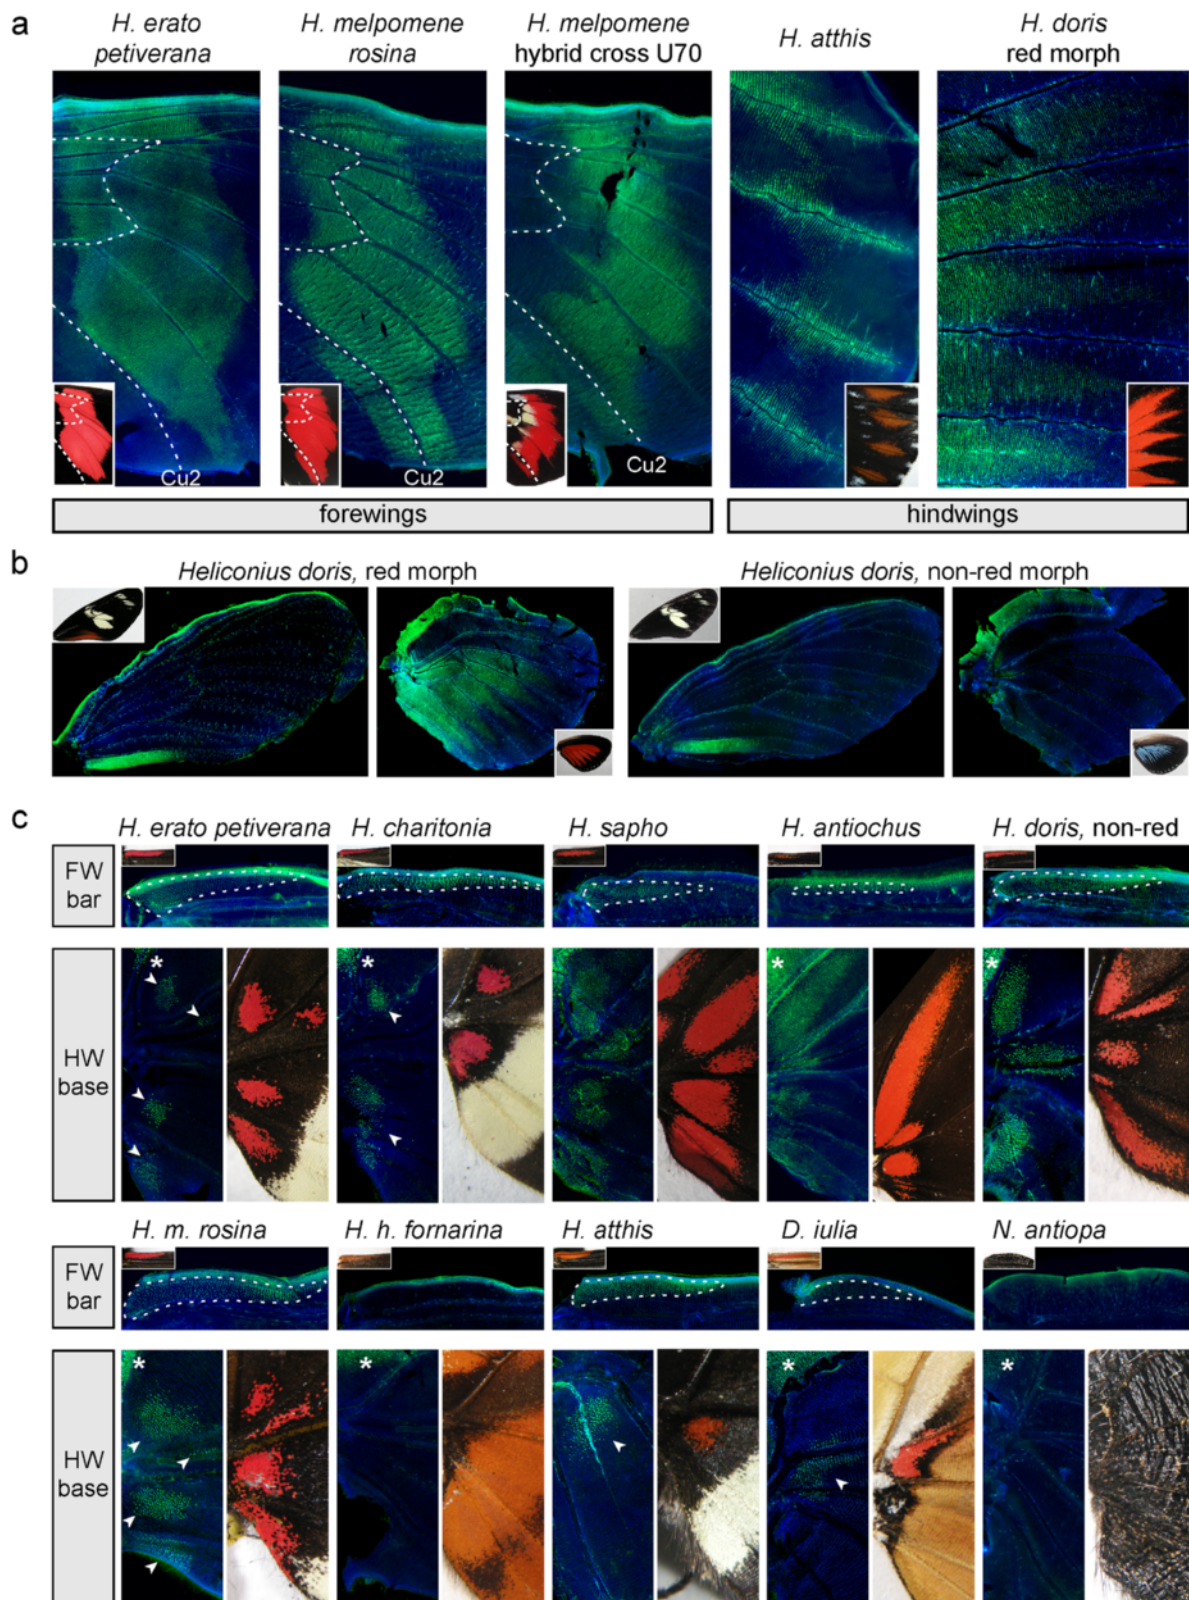 a
H. erato
petiverana
H. melpomene
rosina
H. melpomene
hybrid cross U70
H. atthis
H. doris
red morph
Cu2
Cu2
Cu2
forewings
hindwings
b
Heliconius doris, red morph
Heliconius doris, non-red morph
c
H. erato petiverana
H. charitonia
H. sapho
H. antiochus
H. doris, non-red
FW
bar
*
*
*
*
HW
base
H. m. rosina
H. h. fornarina
H. atthis
D. iulia
N. antiopa
FW
bar
*
*
*
*
HW
base